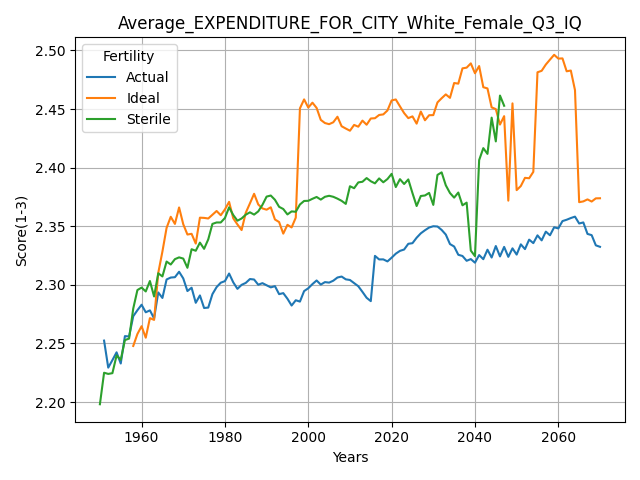 Average_EXPENDITURE_FOR_CITY_White_Female_Q3_IQ
Fertility
Actual
Ideal
Sterile
Score(1-3)
2.50
2.45
2.40
2.35
2.30
2.25
2.20
1960 1980 2000 2020 2040 2060
Years